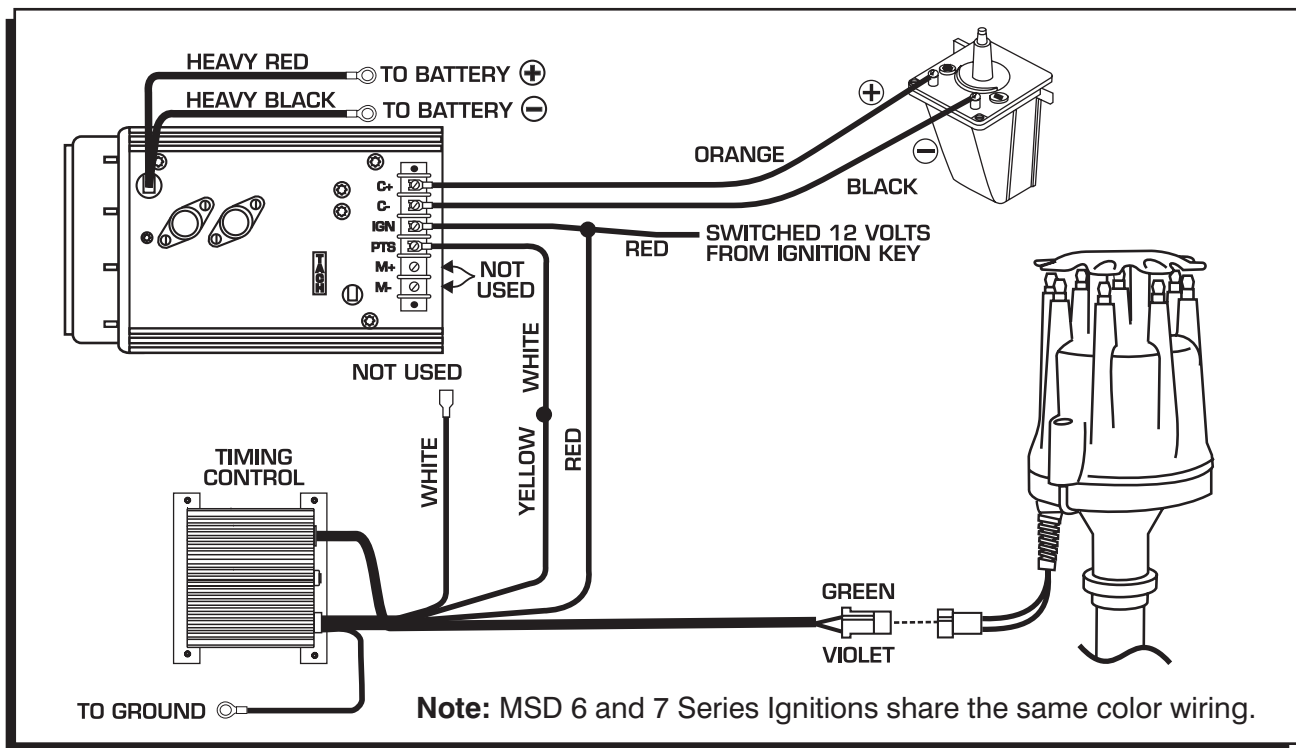 HEAVY RED
TO BATTERY +
HEAVY BLACK
TO BATTERY −
+
ORANGE
−
BLACK
C+
C-
IGN
PTS
M+
M-
TACH
NOT
USED
RED
SWITCHED 12 VOLTS
FROM IGNITION KEY
NOT USED
WHITE
WHITE
YELLOW
RED
TIMING
CONTROL
GREEN
VIOLET
TO GROUND
Note: MSD 6 and 7 Series Ignitions share the same color wiring.